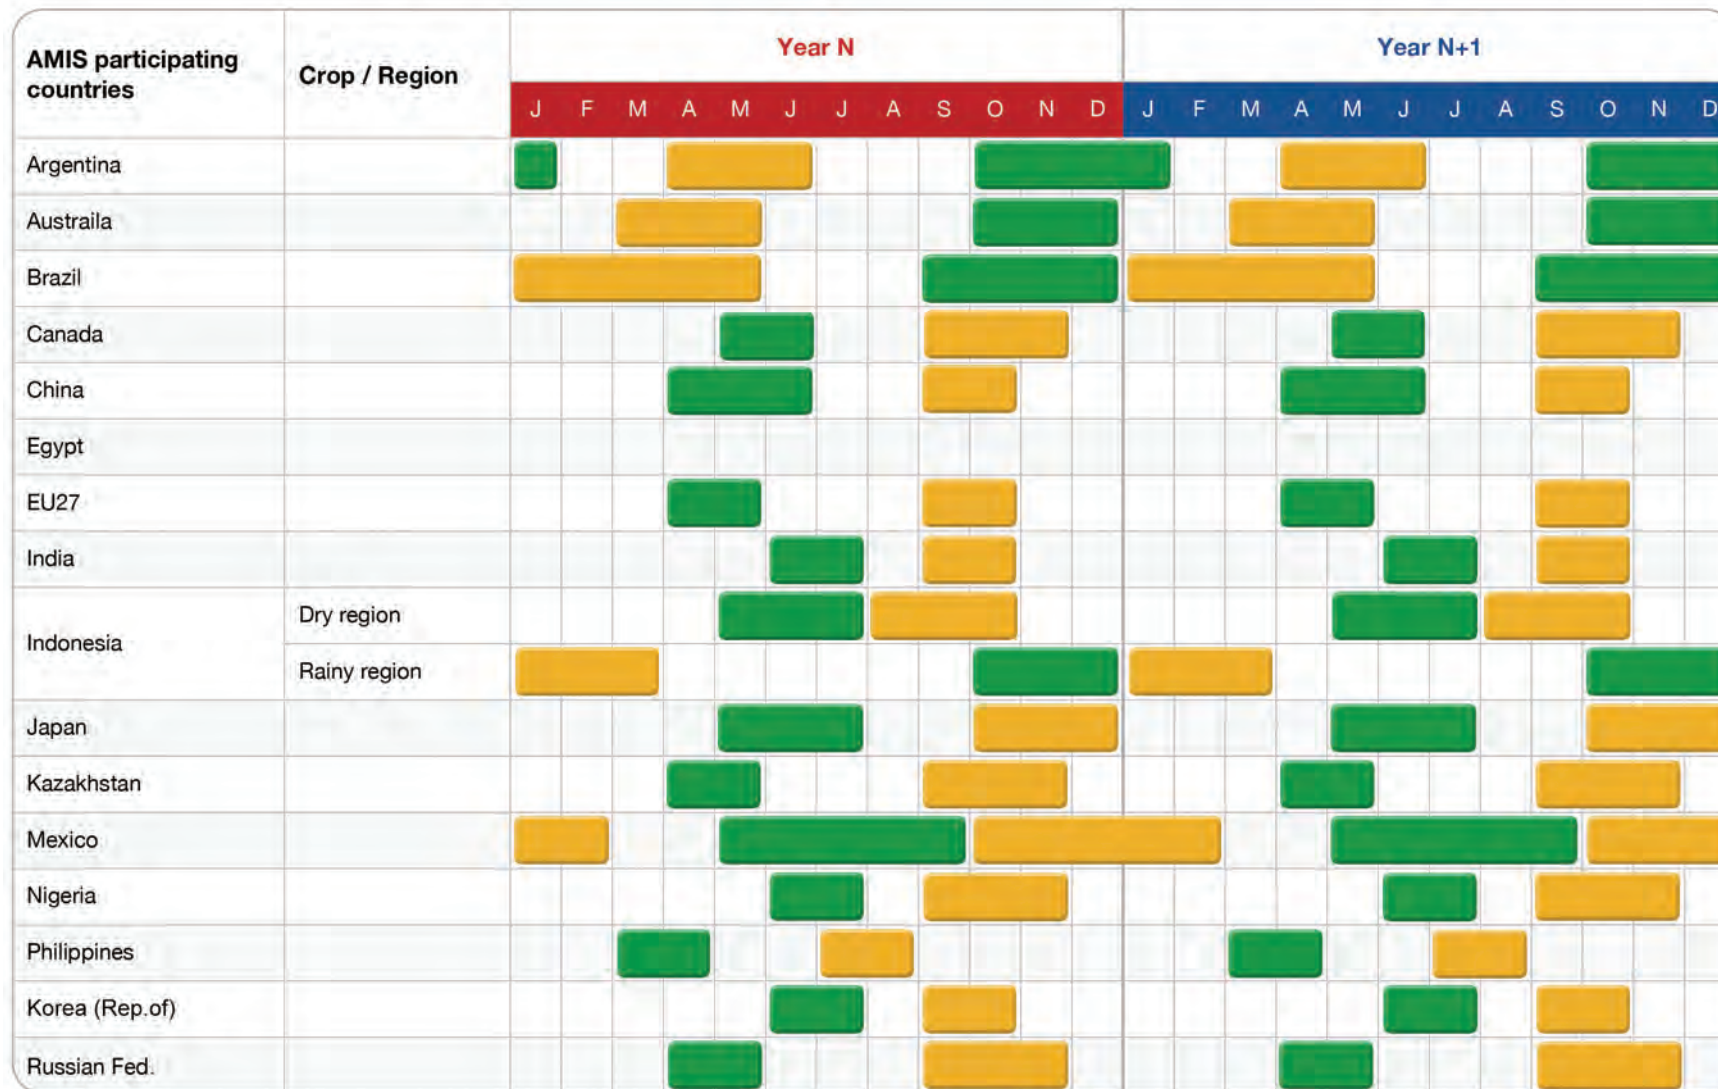 AMIS participating
countries
Crop / Region
Year N
Year N+1
J F M A M J J A S O N D J F M A M J J A S O N D
Argentina
Austraila
Brazil
Canada
China
Egypt
EU27
India
Indonesia
Dry region
Rainy region
Japan
Kazakhstan
Mexico
Nigeria
Philippines
Korea (Rep.of)
Russian Fed.